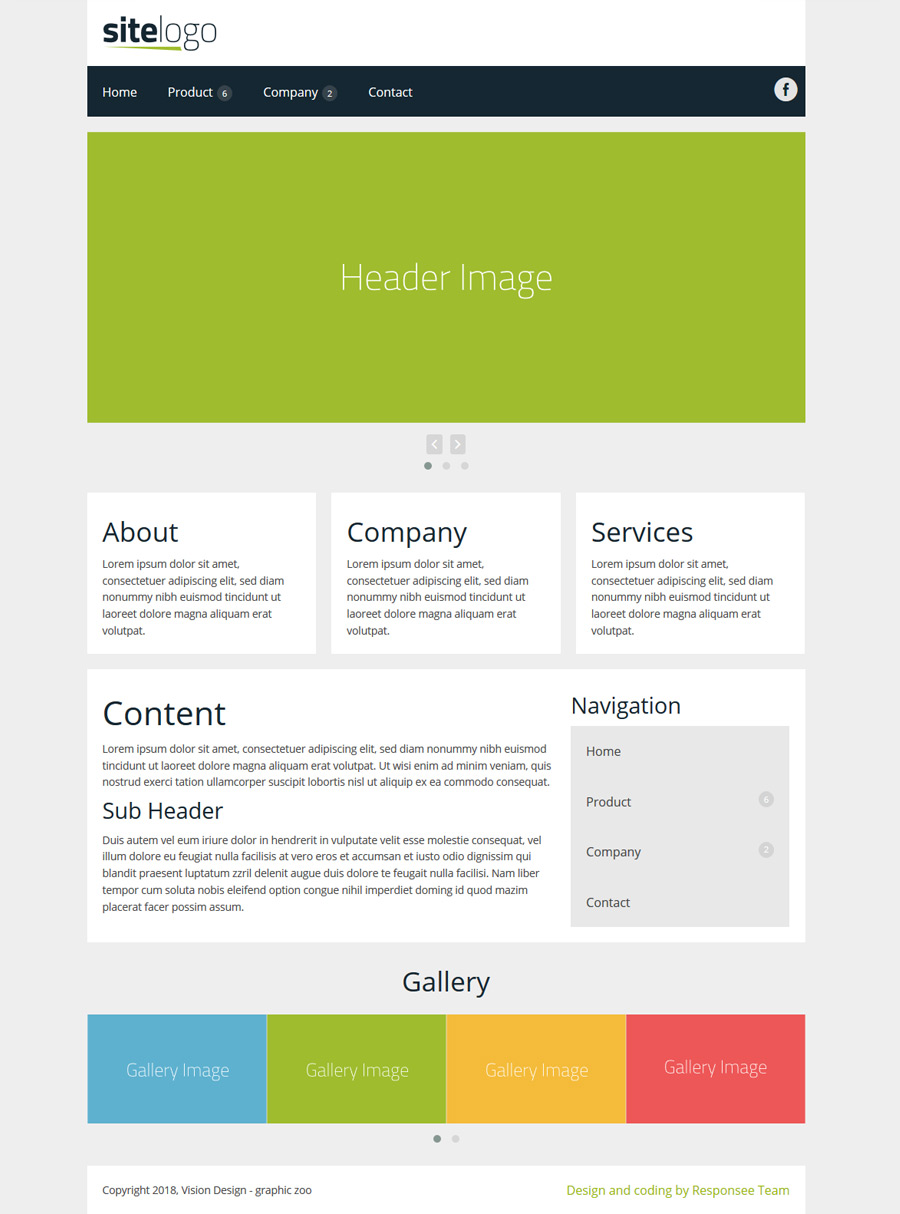 sitelogo
Home Product 6 Company 2 Contact f
Header Image
About
Lorem ipsum dolor sit amet,
consectetuer adipiscing elit, sed diam
nonummy nibh euismod tincidunt ut
laoreet dolore magna aliquam erat
volutpat.
Company
Lorem ipsum dolor sit amet,
consectetuer adipiscing elit, sed diam
nonummy nibh euismod tincidunt ut
laoreet dolore magna aliquam erat
volutpat.
Services
Lorem ipsum dolor sit amet,
consectetuer adipiscing elit, sed diam
nonummy nibh euismod tincidunt ut
laoreet dolore magna aliquam erat
volutpat.
Content
Lorem ipsum dolor sit amet, consectetuer adipiscing elit, sed diam nonummy nibh euismod
tincidunt ut laoreet dolore magna aliquam erat volutpat. Ut wisi enim ad minim veniam, quis
nostrud exerci tation ullamcorper suscipit lobortis nisl ut aliquip ex ea commodo consequat.
Sub Header
Duis autem vel eum iriure dolor in hendrerit in vulputate velit esse molestie consequat, vel
illum dolore eu feugiat nulla facilisis at vero eros et accumsan et iusto odio dignissim qui
blandit praesent luptatum zzril delenit augue duis dolore te feugait nulla facilisi. Nam liber
tempor cum soluta nobis eleifend option congue nihil imperdiet doming id quod mazim
placerat facer possim assum.
Navigation
Home
Product 6
Company 2
Contact
Gallery
Gallery Image
Gallery Image
Gallery Image
Gallery Image
Copyright 2018, Vision Design - graphic zoo
Design and coding by Responsee Team